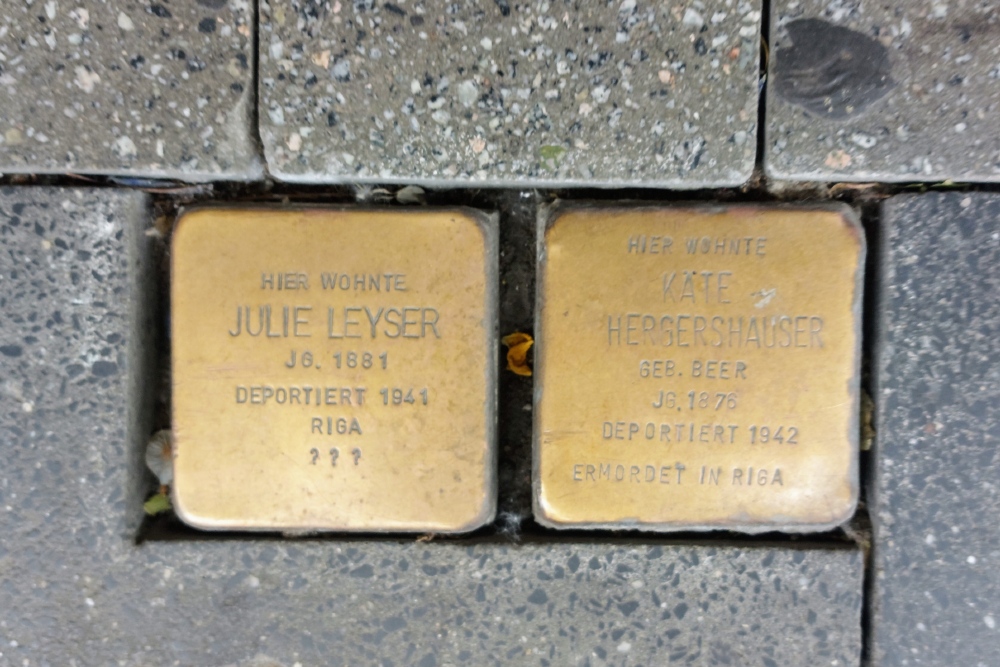 HIER WOHNTE
JULIE LEYSER
JG. 1881
DEPORTIERT 1941
RIGA
? ? ?
HIER WOHNTE
KÄTE
HERGERSHAUSER
GEB. BEER
JG. 1876
DEPORTIERT 1942
ERMORDET IN RIGA